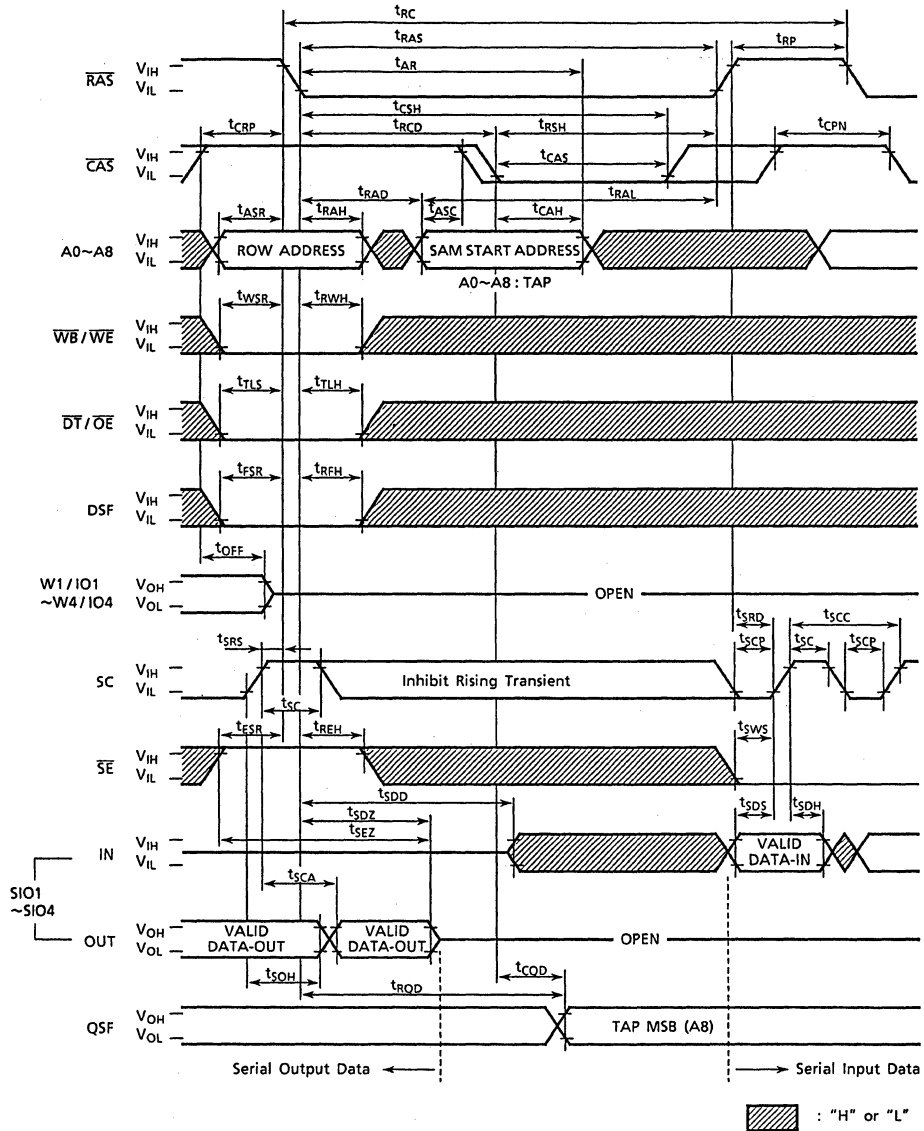 tRC
tRAS
tRP
RAS VIH
VIL
tAR
tCSH
tCRP tRCD tRSH tCPN
CAS VIH
VIL
tCAS
tRAD tRAL
tASR tRAH tASC tCAH
A0~A8 VIH
VIL
ROW ADDRESS SAM START ADDRESS
A0~A8 : TAP
tWSR tRWH
WB/WE VIH
VIL
tTLS tTLH
DT/OE VIH
VIL
tFSR tRFH
DSF VIH
VIL
tOFF
W1/IO1
~W4/IO4
VOH
VOL
OPEN
tSRD tSCC
tSRS tSCP tSC tSCP
SC VIH
VIL
Inhibit Rising Transient
tSC
tESR tREH tSWS
SE VIH
VIL
tSDD
tSDZ tSDS tSDH
tSEZ
IN VIH
VIL
VALID
DATA-IN
SIO1
~SIO4
tSCA
OUT VOH
VOL
VALID
DATA-OUT
VALID
DATA-OUT
OPEN
tSOH tCQD
tRQD
QSF VOH
VOL
TAP MSB (A8)
Serial Output Data Serial Input Data
: "H" or "L"